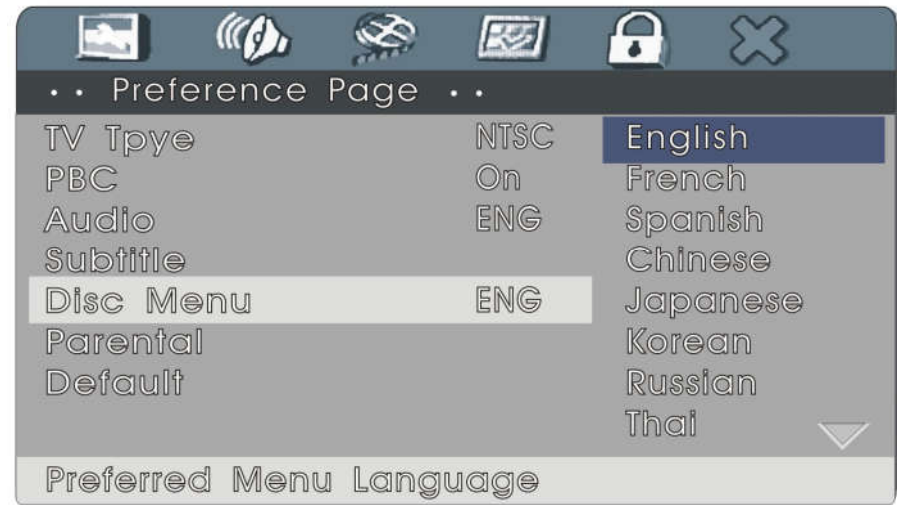 •• Preference Page ••
TV Tpye NTSC English
PBC On French
Audio ENG Spanish
Subtitle Chinese
Disc Menu ENG Japanese
Parental Korean
Default Russian
Thai
Preferred Menu Language